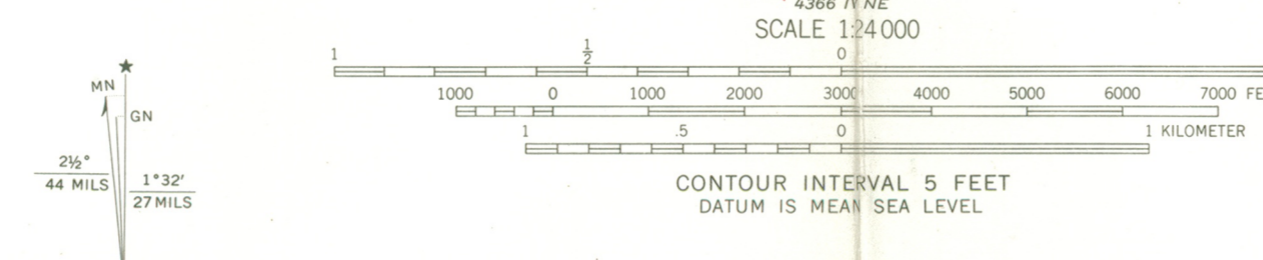 4366 IV NE
SCALE 1:24 000
1 ½ 0
1000 0 1000 2000 3000 4000 5000 6000 7000 FE
1 .5 0 1 KILOMETER
CONTOUR INTERVAL 5 FEET
DATUM IS MEAN SEA LEVEL
MN
GN
2½°
44 MILS
1°32'
27 MILS